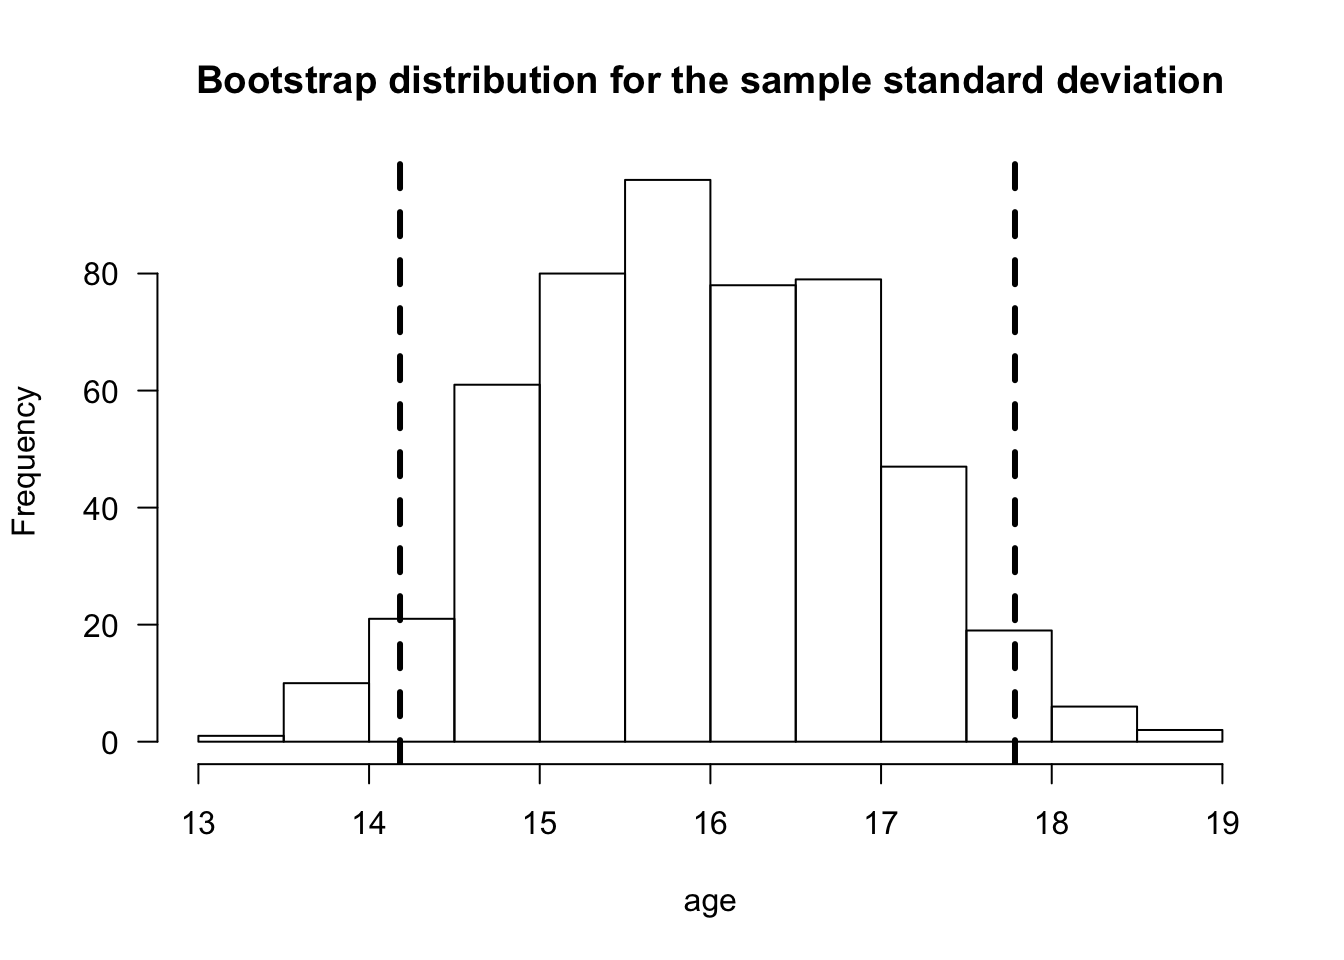 Bootstrap distribution for the sample standard deviation
Frequency
80
60
40
20
0
13 14 15 16 17 18 19
age